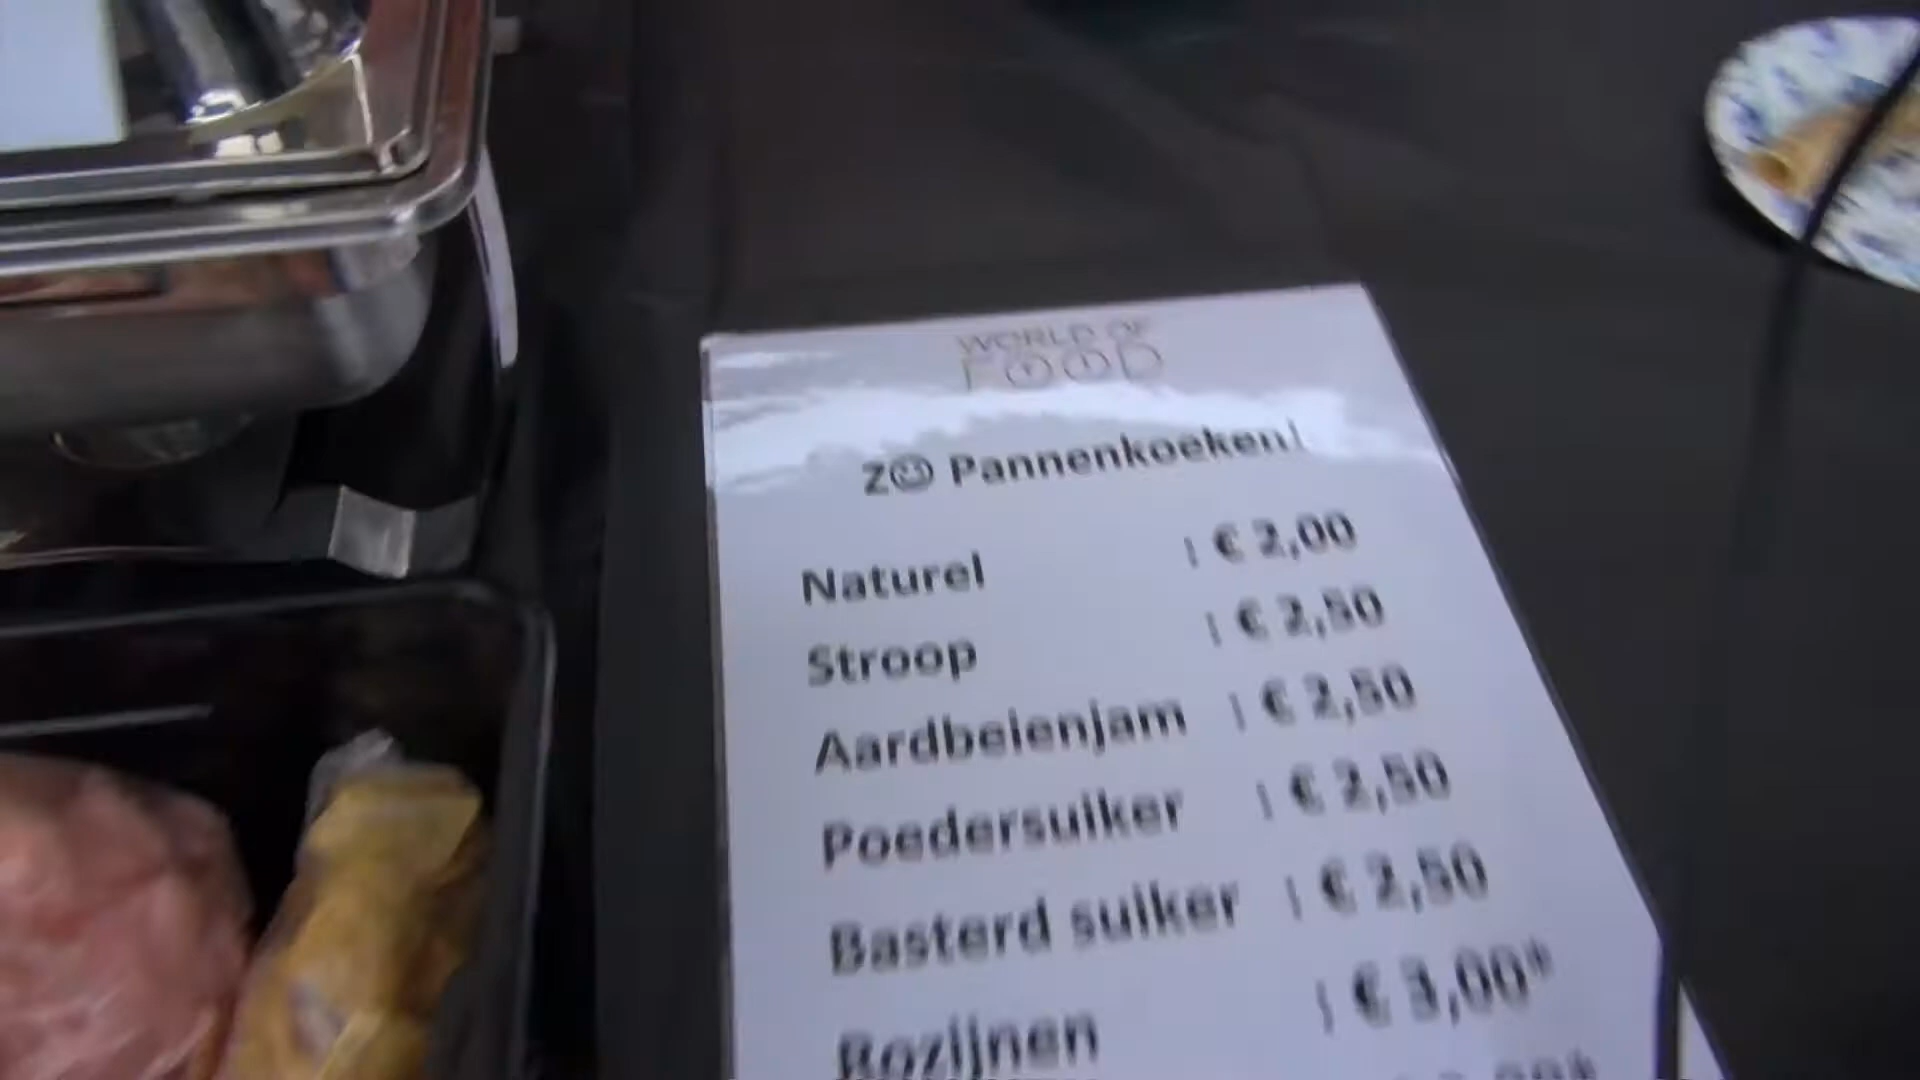 WORLD OF
FOOD
Z☺ Pannenkoeken!
Naturel | € 2,00
Stroop | € 2,50
Aardbeienjam | € 2,50
Poedersuiker | € 2,50
Basterd suiker | € 2,50
Rozijnen | € 3,00*